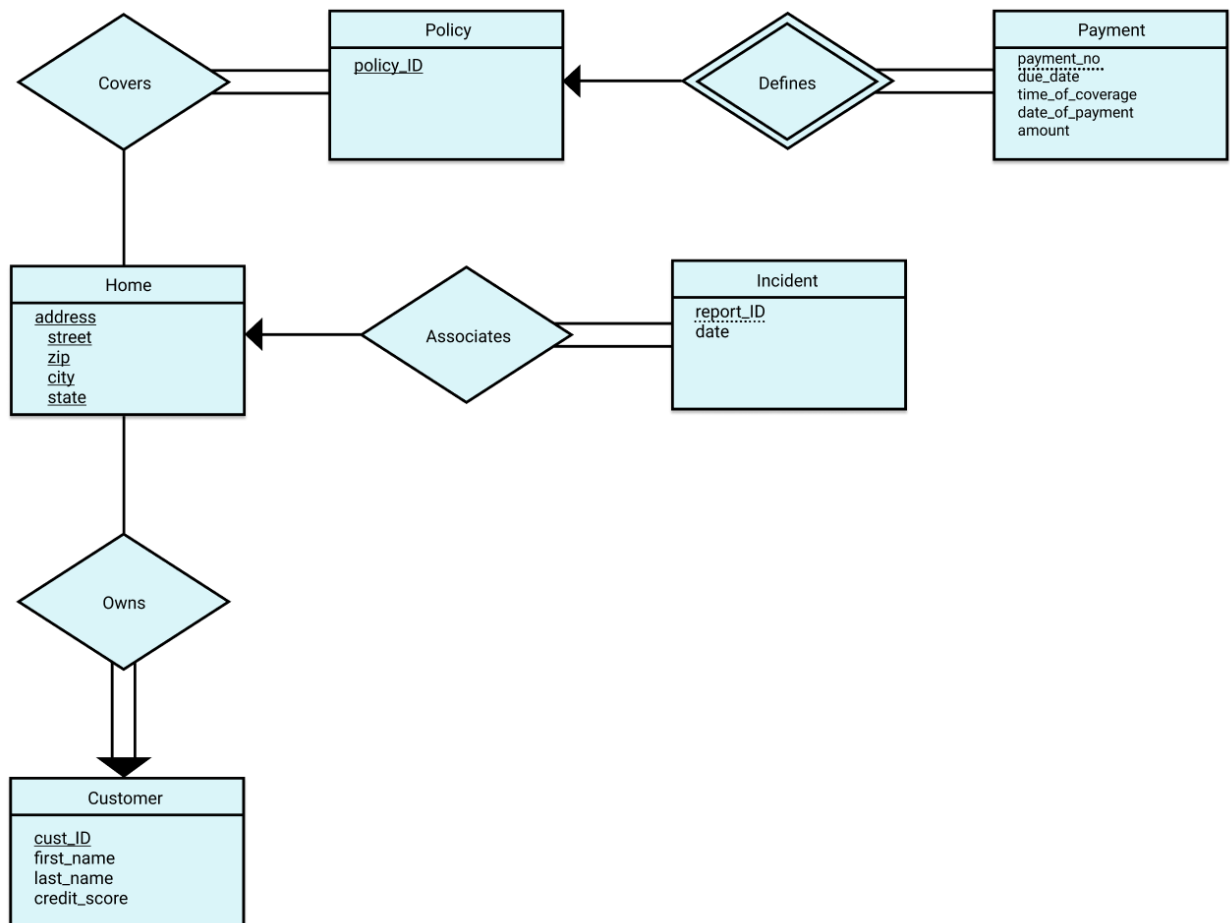 Covers
Policy
policy_ID
Defines
Payment
payment_no
due_date
time_of_coverage
date_of_payment
amount
Home
address
street
zip
city
state
Associates
Incident
report_ID
date
Owns
Customer
cust_ID
first_name
last_name
credit_score